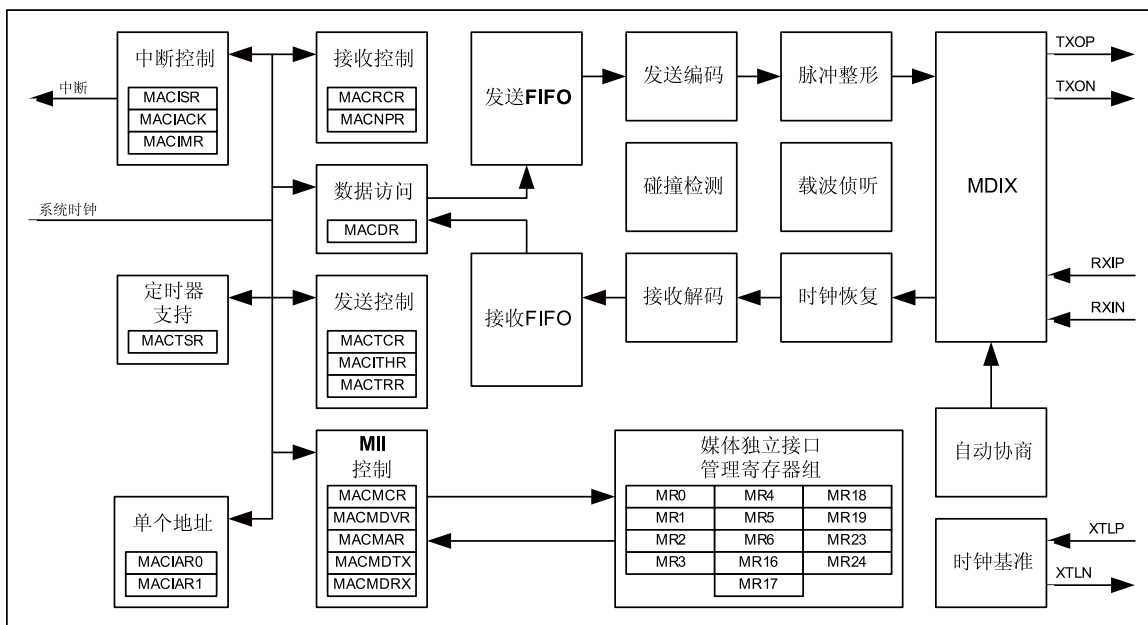 中断控制
MACISR
MACIACK
MACIMR
中断
系统时钟
接收控制
MACRCR
MACNPR
数据访问
MACDR
定时器
支持
MACTSR
发送控制
MACTCR
MACITHR
MACTRR
单个地址
MACIAR0
MACIAR1
MII
控制
MACMCR
MACMDVR
MACMAR
MACMDTX
MACMDRX
发送FIFO
接收FIFO
发送编码
脉冲整形
碰撞检测
载波侦听
接收解码
时钟恢复
MDIX
TXOP
TXON
RXIP
RXIN
媒体独立接口
管理寄存器组
MR0 MR4 MR18
MR1 MR5 MR19
MR2 MR6 MR23
MR3 MR16 MR24
MR17
自动协商
时钟基准
XTLP
XTLN